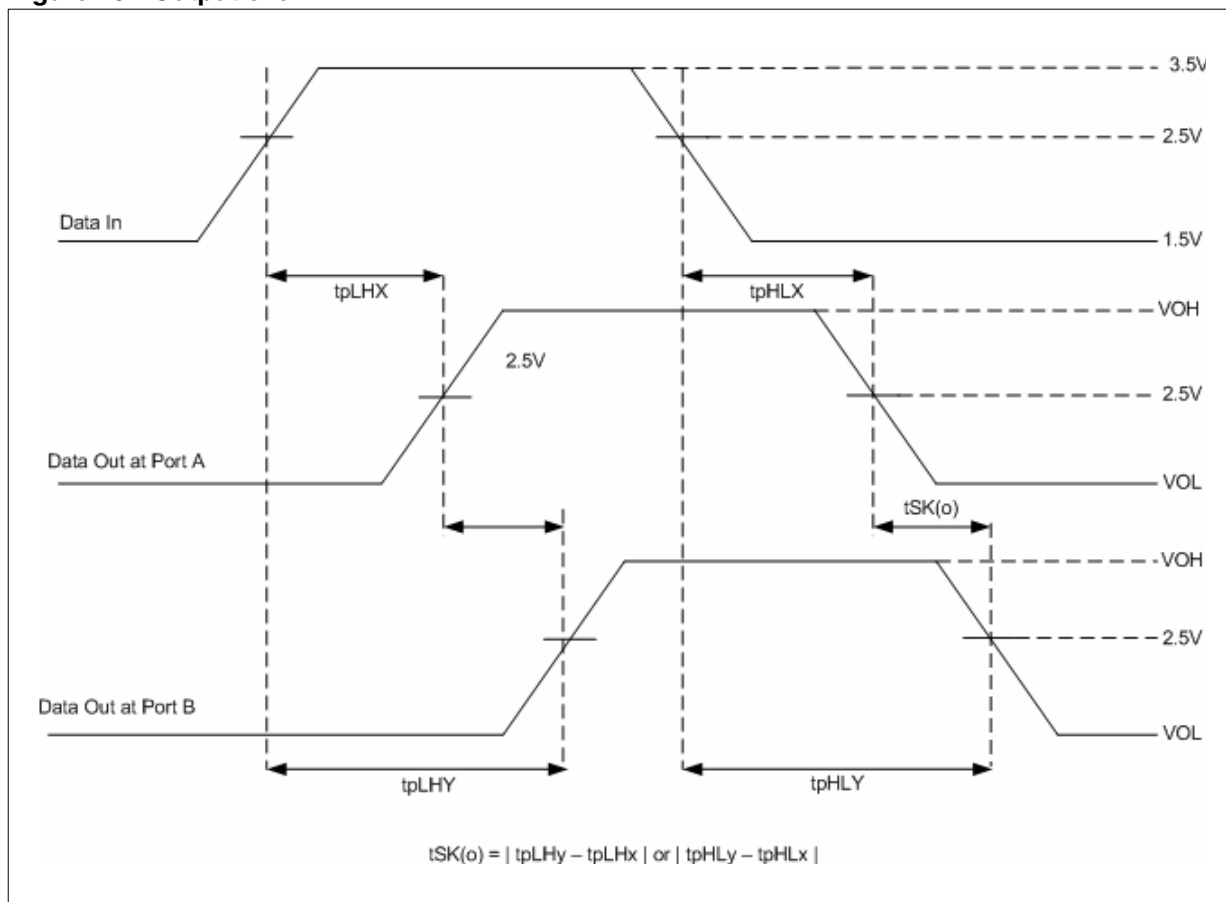 3.5V
2.5V
Data In
1.5V
tpLHX
tpHLX
VOH
2.5V
2.5V
Data Out at Port A
VOL
tSK(o)
VOH
2.5V
Data Out at Port B
VOL
tpLHY
tpHLY
tSK(o) = | tpLHy – tpLHx | or | tpHLy – tpHLx |